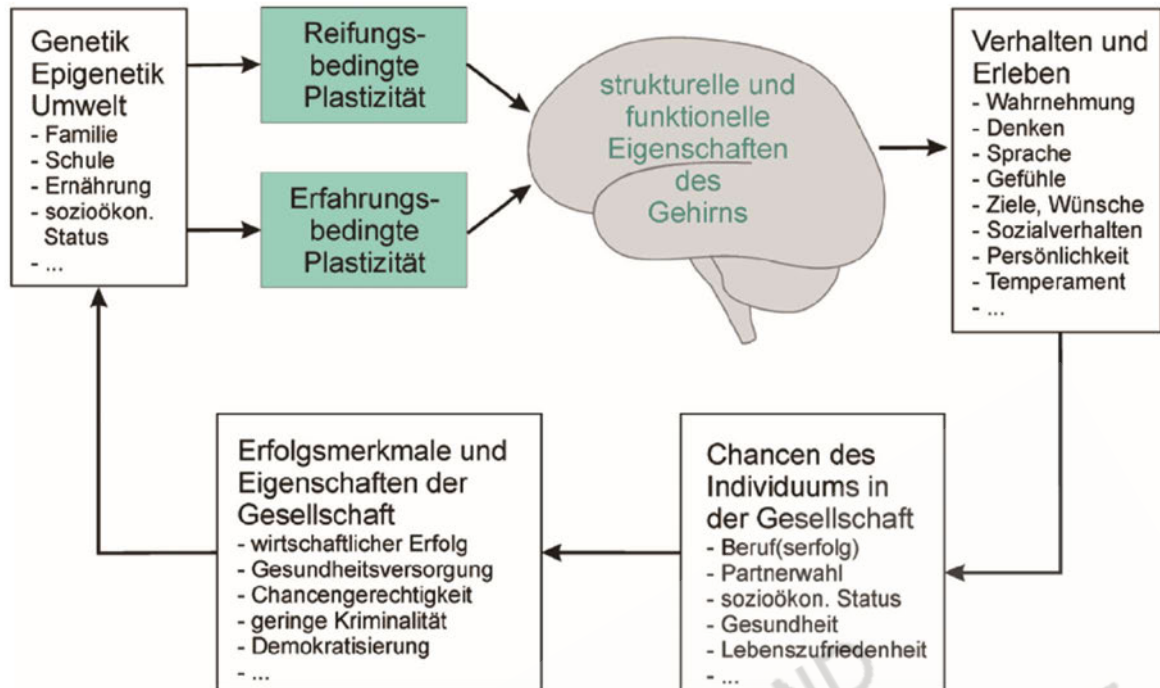 Genetik
Epigenetik
Umwelt
- Familie
- Schule
- Ernährung
- sozioökon.
Status
- ...
Reifungs-
bedingte
Plastizität
Erfahrungs-
bedingte
Plastizität
strukturelle und
funktionelle
Eigenschaften
des
Gehirns
Verhalten und
Erleben
- Wahrnehmung
- Denken
- Sprache
- Gefühle
- Ziele, Wünsche
- Sozialverhalten
- Persönlichkeit
- Temperament
- ...
Chancen des
Individuums in
der Gesellschaft
- Beruf(serfolg)
- Partnerwahl
- sozioökon. Status
- Gesundheit
- Lebenszufriedenheit
- ...
Erfolgsmerkmale und
Eigenschaften der
Gesellschaft
- wirtschaftlicher Erfolg
- Gesundheitsversorgung
- Chancengerechtigkeit
- geringe Kriminalität
- Demokratisierung
- ...